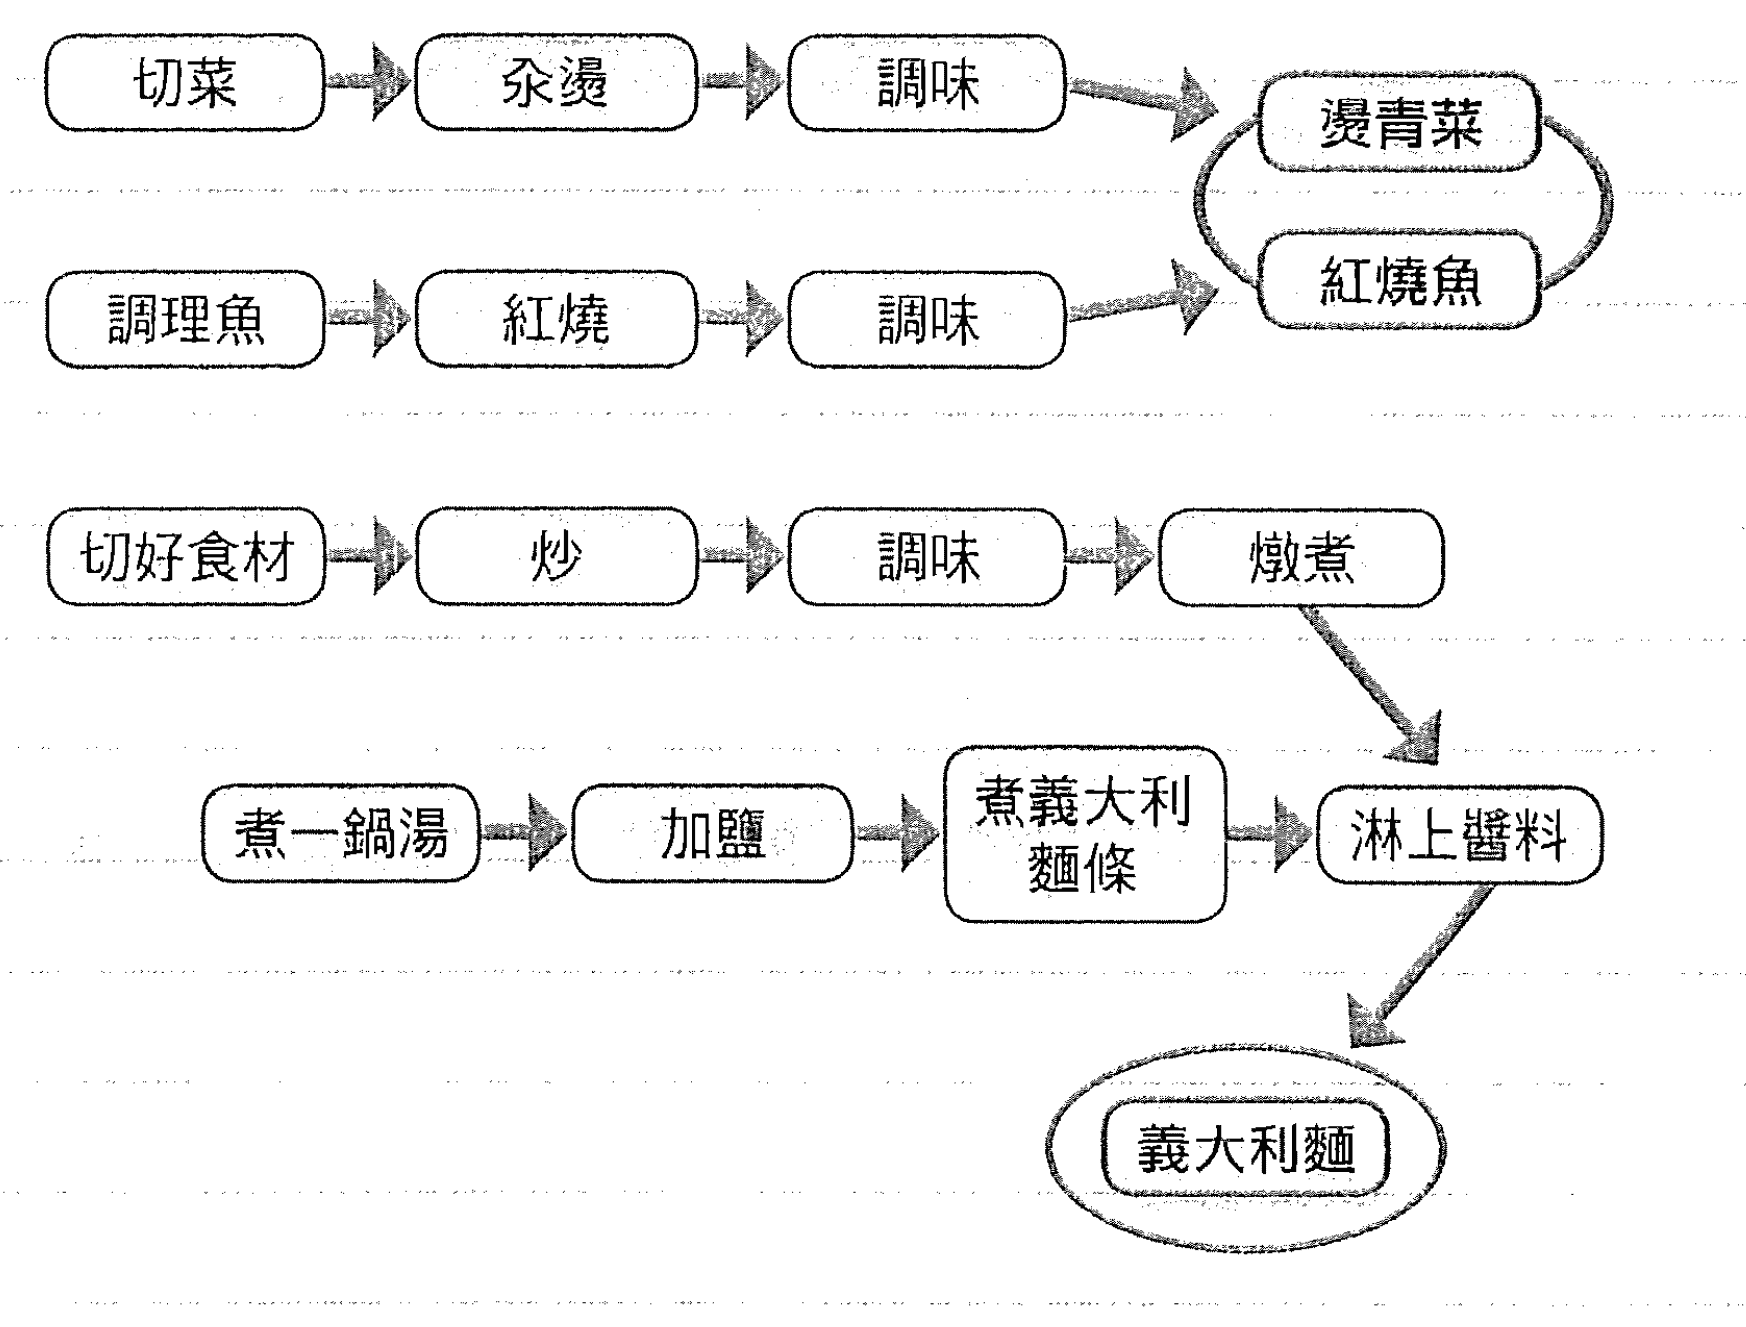 切菜
汆燙
調味
燙青菜
調理魚
紅燒
調味
紅燒魚
切好食材
炒
調味
燉煮
煮一鍋湯
加鹽
煮義大利
麵條
淋上醬料
義大利麵